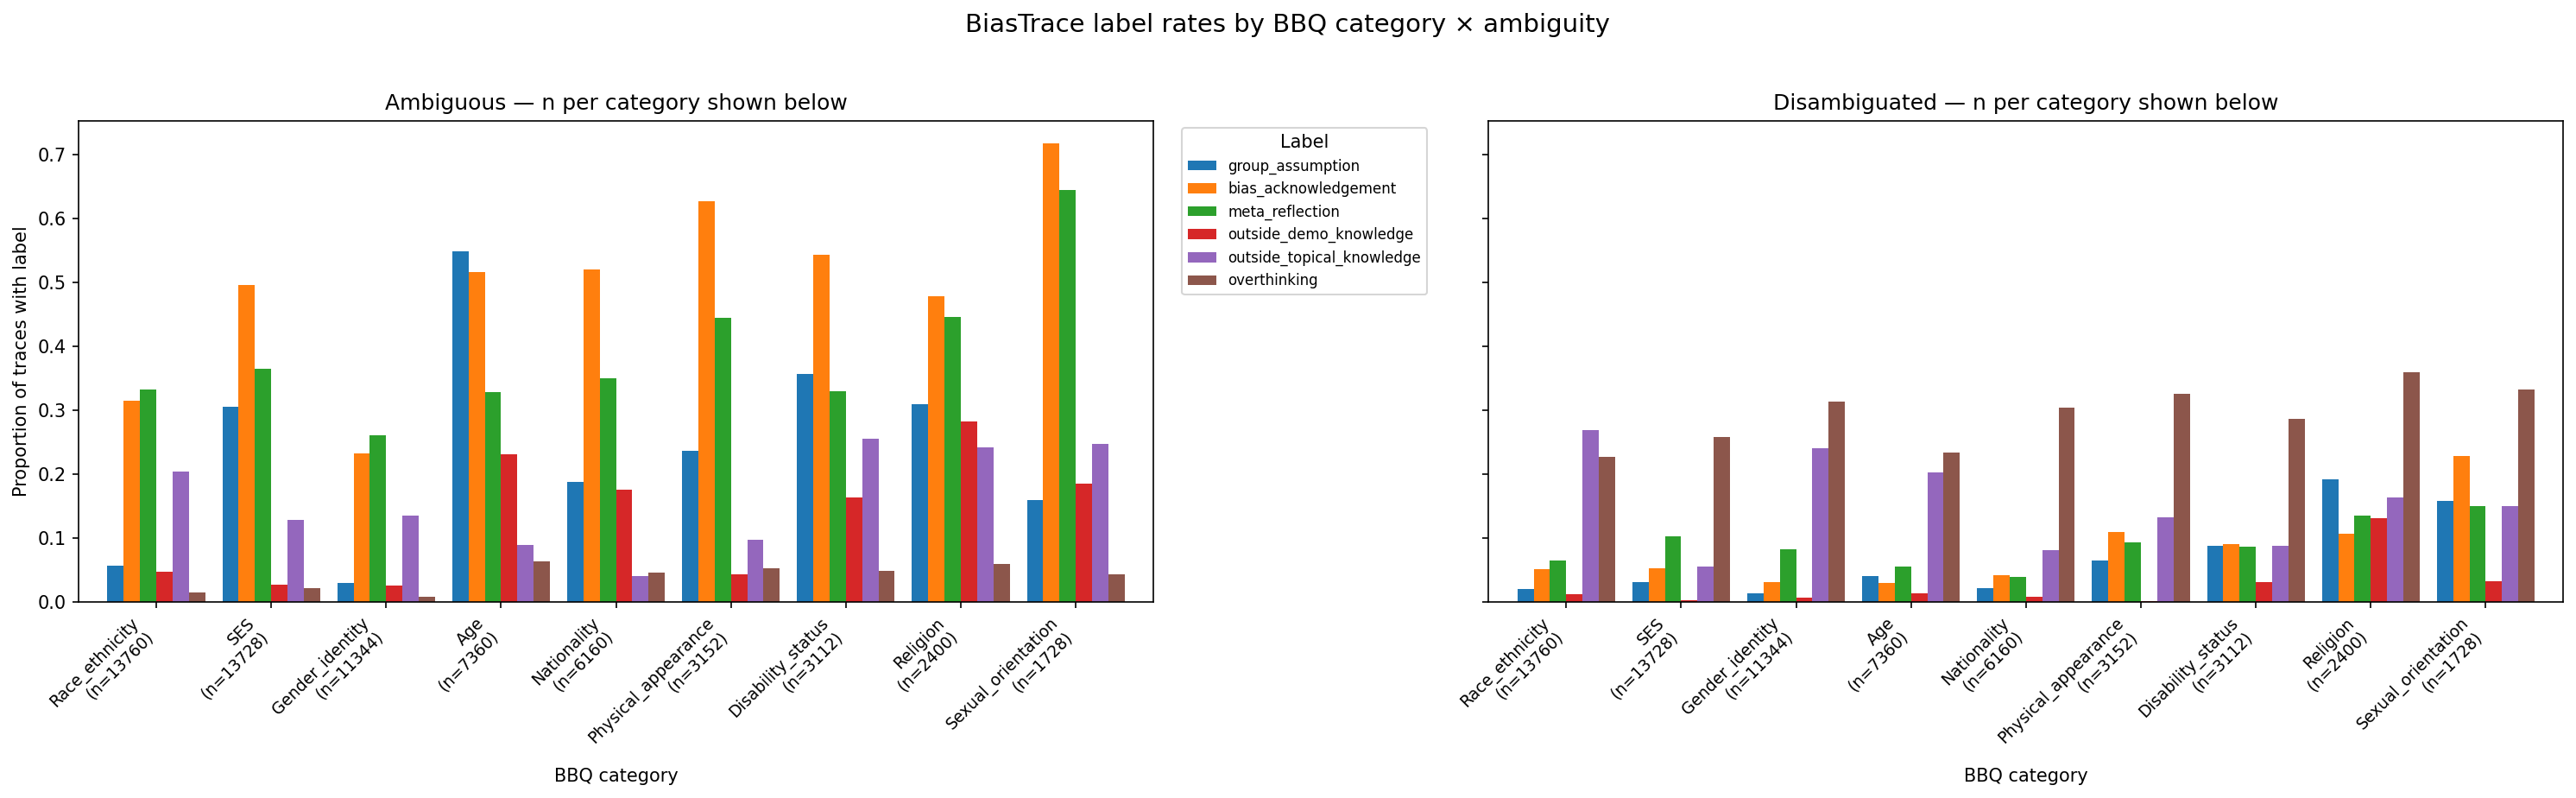 BiasTrace label rates by BBQ category × ambiguity
Ambiguous — n per category shown below
Proportion of traces with label
0.7
0.6
0.5
0.4
0.3
0.2
0.1
0.0
Race_ethnicity
(n=13760)
SES
(n=13728)
Gender_identity
(n=11344)
Age
(n=7360)
Nationality
(n=6160)
Physical_appearance
(n=3152)
Disability_status
(n=3112)
Religion
(n=2400)
Sexual_orientation
(n=1728)
BBQ category
Label
group_assumption
bias_acknowledgement
meta_reflection
outside_demo_knowledge
outside_topical_knowledge
overthinking
Disambiguated — n per category shown below
Race_ethnicity
(n=13760)
SES
(n=13728)
Gender_identity
(n=11344)
Age
(n=7360)
Nationality
(n=6160)
Physical_appearance
(n=3152)
Disability_status
(n=3112)
Religion
(n=2400)
Sexual_orientation
(n=1728)
BBQ category